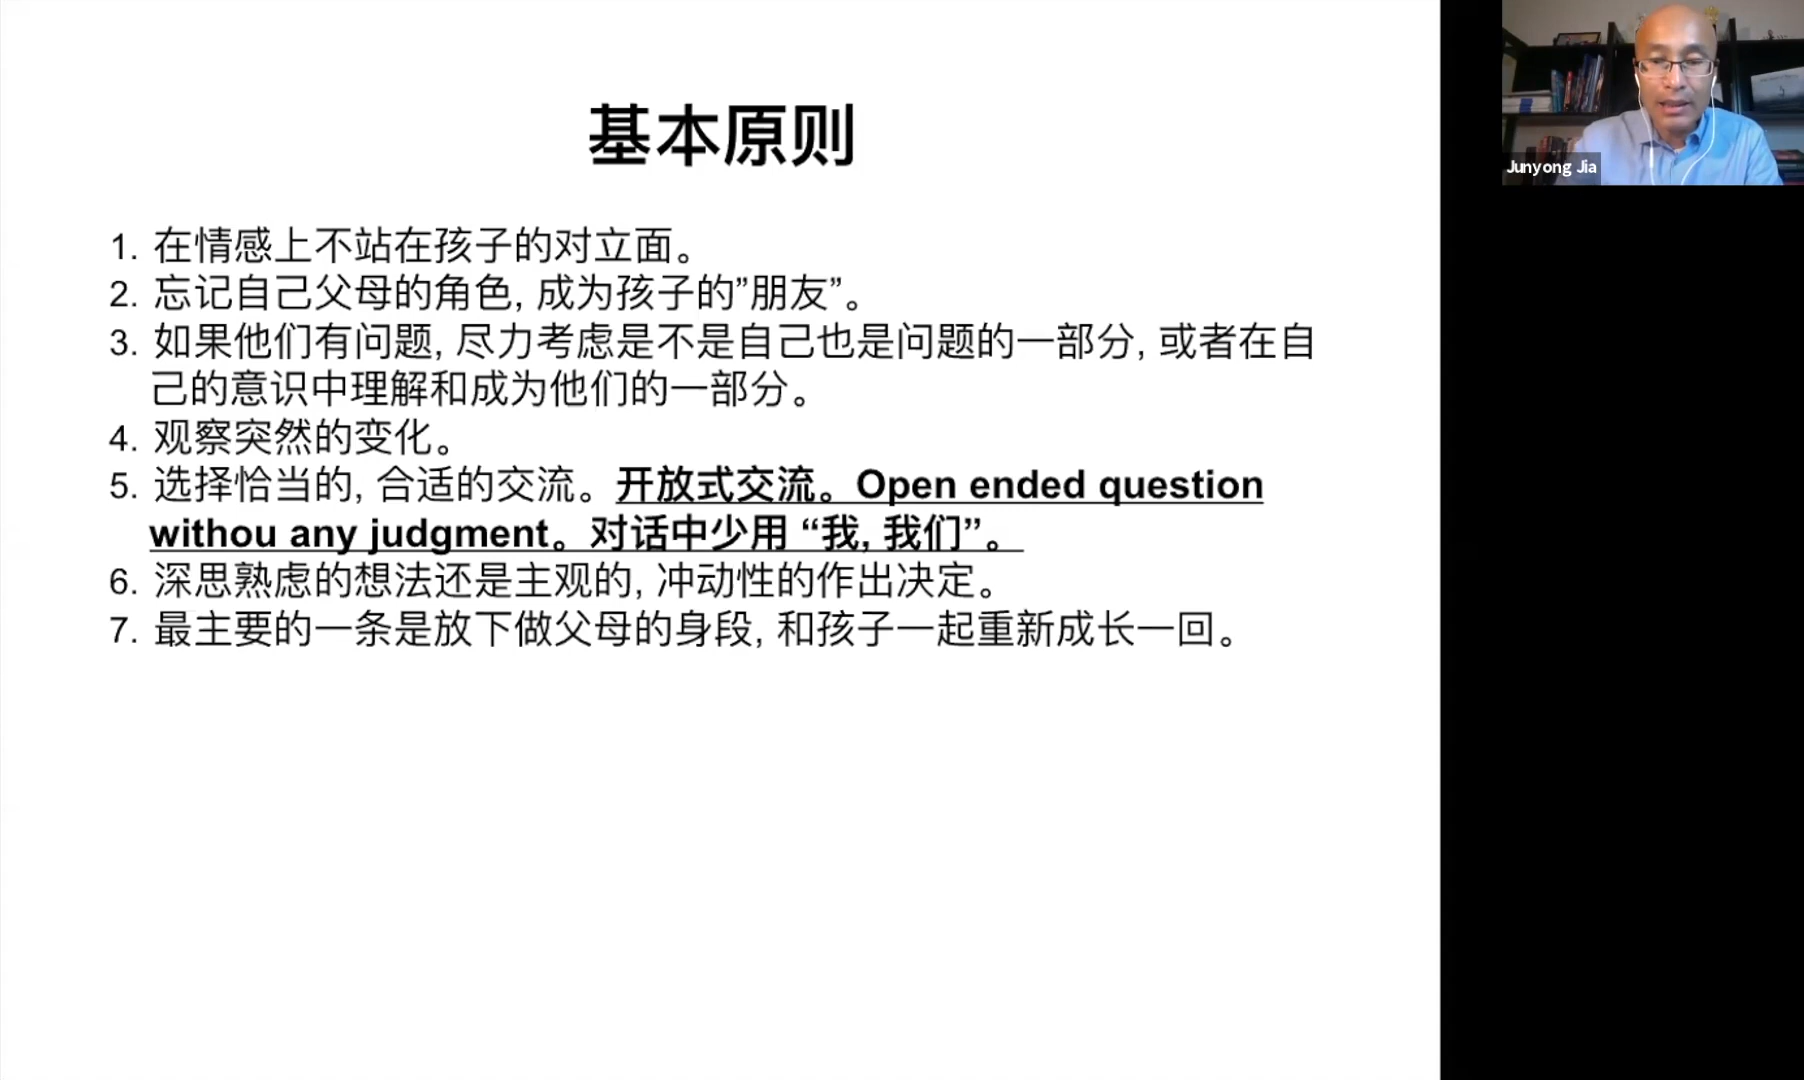 基本原则
1. 在情感上不站在孩子的对立面。
2. 忘记自己父母的角色, 成为孩子的”朋友”。
3. 如果他们有问题, 尽力考虑是不是自己也是问题的一部分, 或者在自
己的意识中理解和成为他们的一部分。
4. 观察突然的变化。
5. 选择恰当的, 合适的交流。开放式交流。Open ended question
withou any judgment。对话中少用 “我, 我们”。
6. 深思熟虑的想法还是主观的, 冲动性的作出决定。
7. 最主要的一条是放下做父母的身段, 和孩子一起重新成长一回。
Junyong Jia